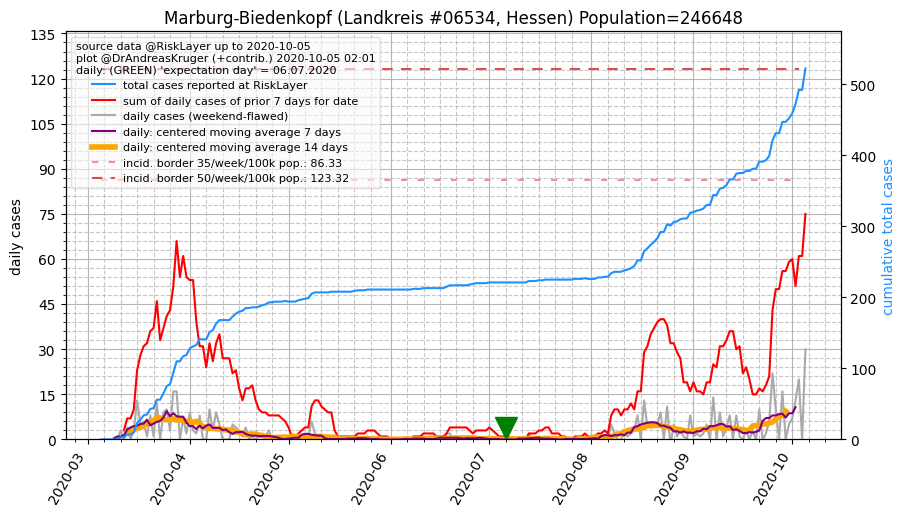 Marburg-Biedenkopf (Landkreis #06534, Hessen) Population=246648
source data @RiskLayer up to 2020-10-05
plot @DrAndreasKruger (+contrib.) 2020-10-05 02:01
daily: (GREEN) 'expectation day' = 06.07.2020
total cases reported at RiskLayer
sum of daily cases of prior 7 days for date
daily cases (weekend-flawed)
daily: centered moving average 7 days
daily: centered moving average 14 days
incid. border 35/week/100k pop.: 86.33
incid. border 50/week/100k pop.: 123.32
daily cases
135
120
105
90
75
60
45
30
15
0
500
400
300
200
100
0
cumulative total cases
2020-03
2020-04
2020-05
2020-06
2020-07
2020-08
2020-09
2020-10